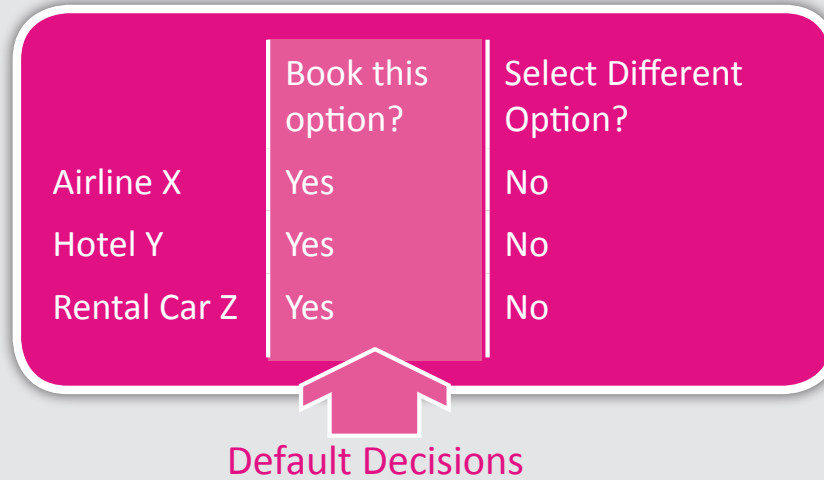 Book this Select Different
option? Option?
Airline X Yes No
Hotel Y Yes No
Rental Car Z Yes No
Default Decisions